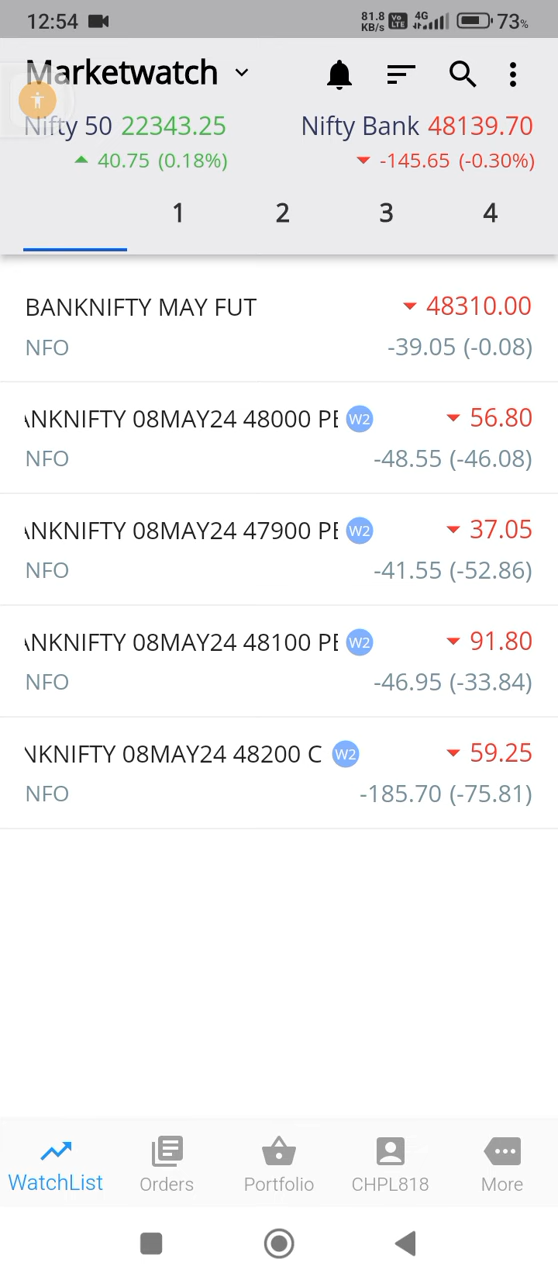 12:54 81.8 KB/s Vo LTE 4G 73%
Marketwatch
Nifty 50 22343.25 Nifty Bank 48139.70
40.75 (0.18%) -145.65 (-0.30%)
1 2 3 4
BANKNIFTY MAY FUT 48310.00
NFO -39.05 (-0.08)
ANKNIFTY 08MAY24 48000 PE W2 56.80
NFO -48.55 (-46.08)
ANKNIFTY 08MAY24 47900 PE W2 37.05
NFO -41.55 (-52.86)
ANKNIFTY 08MAY24 48100 PE W2 91.80
NFO -46.95 (-33.84)
NKNIFTY 08MAY24 48200 C W2 59.25
NFO -185.70 (-75.81)
WatchList Orders Portfolio CHPL818 More